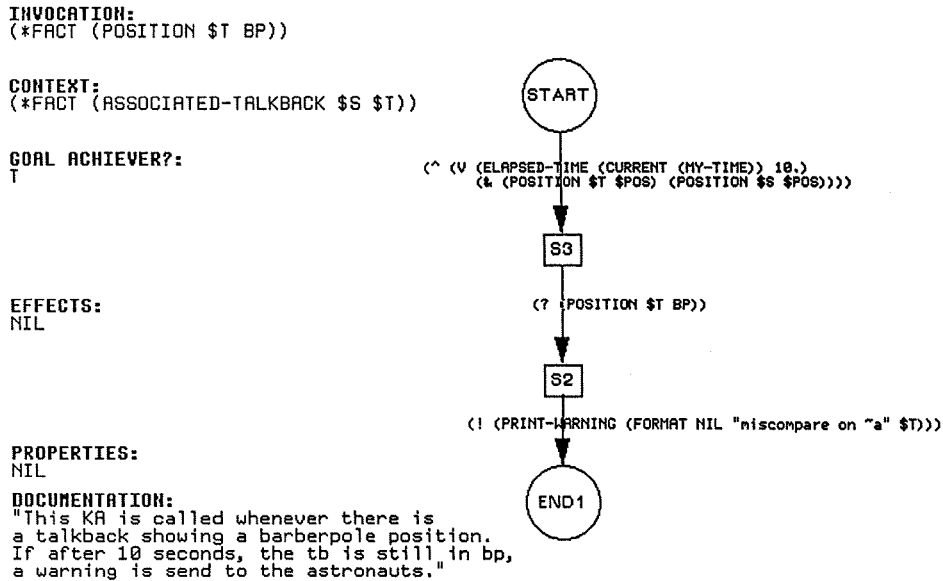 INVOCATION:
(*FACT (POSITION $T BP))
CONTEXT:
(*FACT (ASSOCIATED-TALKBACK $S $T))
GOAL ACHIEVER?:
T
EFFECTS:
NIL
PROPERTIES:
NIL
DOCUMENTATION:
"This KA is called whenever there is
a talkback showing a barberpole position.
If after 10 seconds, the tb is still in bp,
a warning is send to the astronauts."
START
(^ (V (ELAPSED-TIME (CURRENT (MY-TIME)) 10.)
(& (POSITION $T $POS) (POSITION $S $POS))))
S3
(? (POSITION $T BP))
S2
(! (PRINT-WARNING (FORMAT NIL "miscompare on ~a" $T)))
END1